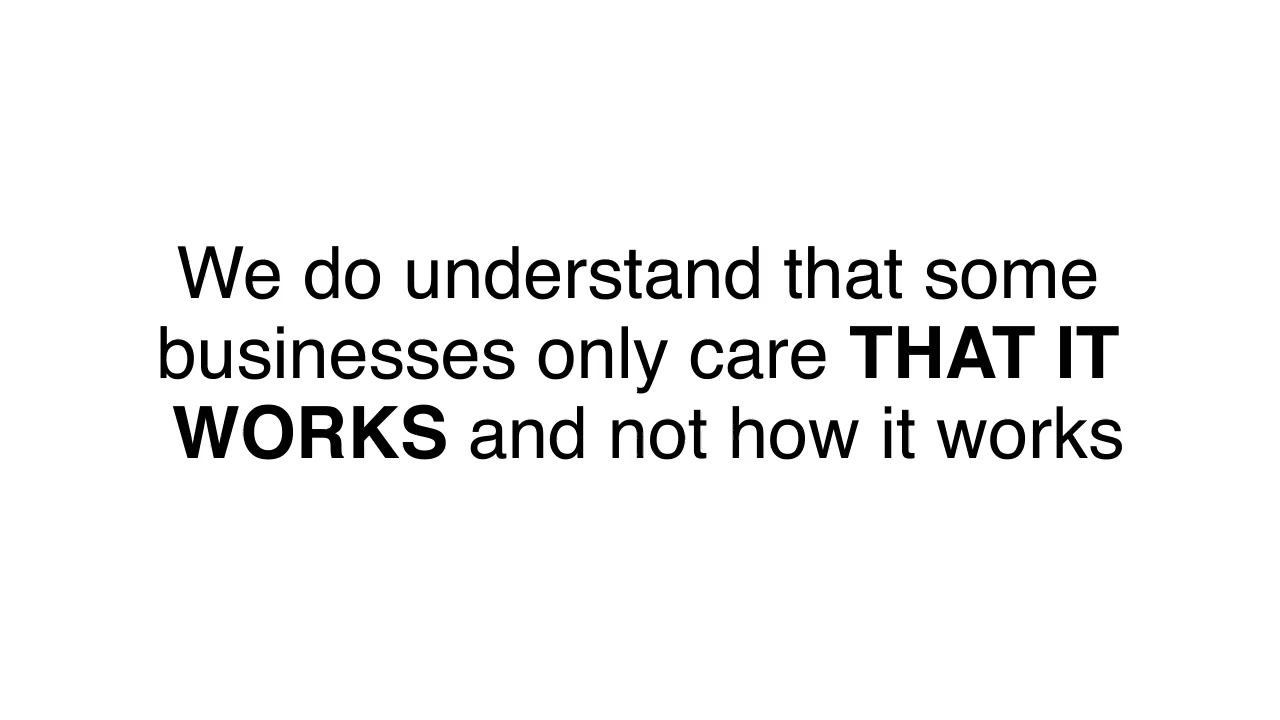 We do understand that some
businesses only care THAT IT
WORKS and not how it works